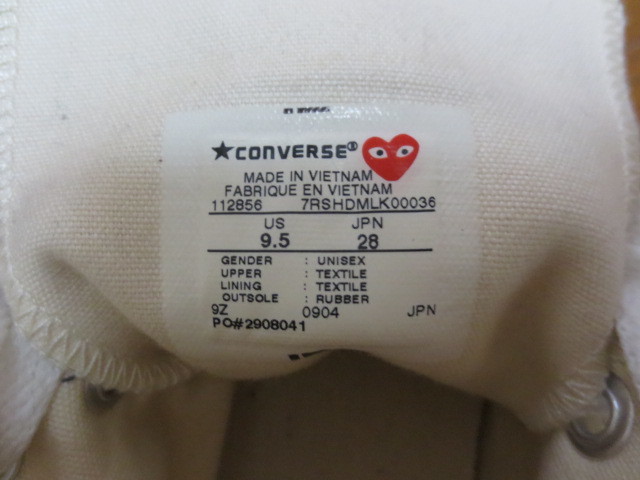 ★CONVERSE®
MADE IN VIETNAM
FABRIQUE EN VIETNAM
112856 7RSHDMLK00036
US JPN
9.5 28
GENDER : UNISEX
UPPER : TEXTILE
LINING : TEXTILE
OUTSOLE : RUBBER
9Z 0904 JPN
PO#2908041